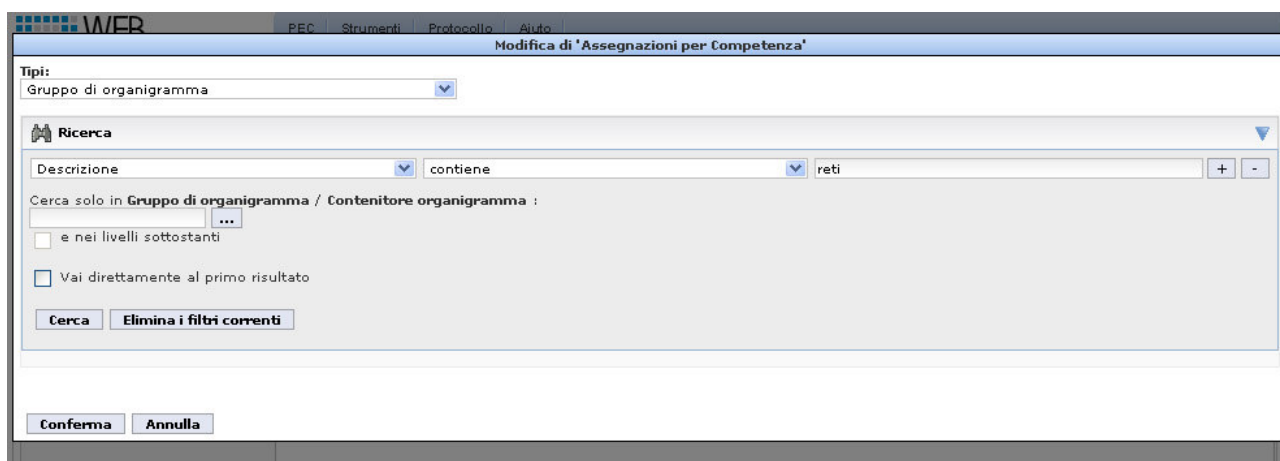 WEB
PEC Strumenti Protocollo Aiuto
Modifica di 'Assegnazioni per Competenza'
Tipi:
Gruppo di organigramma
Ricerca
Descrizione contiene reti + -
Cerca solo in Gruppo di organigramma / Contenitore organigramma :
...
e nei livelli sottostanti
Vai direttamente al primo risultato
Cerca Elimina i filtri correnti
Conferma Annulla